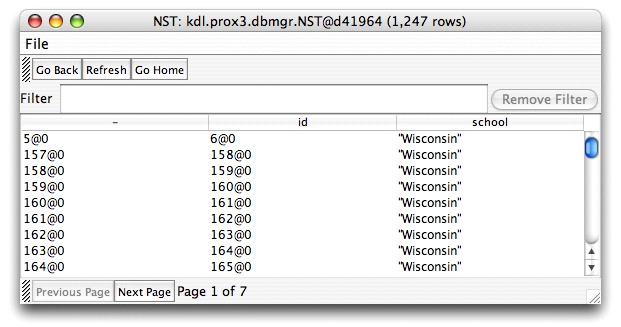 NST: kdl.prox3.dbmgr.NST@d41964 (1,247 rows)
File
Go Back Refresh Go Home
Filter Remove Filter
– id school
5@0 6@0 "Wisconsin"
157@0 158@0 "Wisconsin"
158@0 159@0 "Wisconsin"
159@0 160@0 "Wisconsin"
160@0 161@0 "Wisconsin"
161@0 162@0 "Wisconsin"
162@0 163@0 "Wisconsin"
163@0 164@0 "Wisconsin"
164@0 165@0 "Wisconsin"
Previous Page Next Page Page 1 of 7